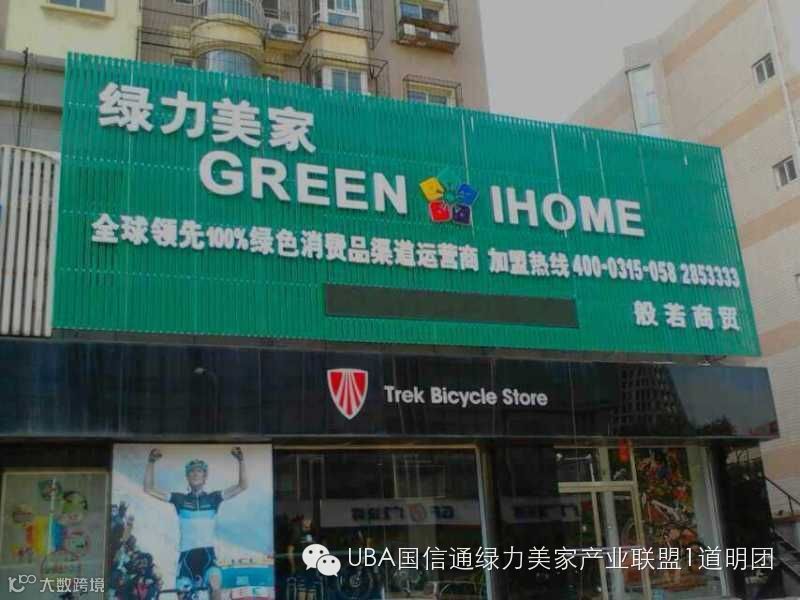 绿力美家
GREEN IHOME
全球领先100%绿色消费品渠道运营商 加盟热线400-0315-058 2853333
般若商贸
Trek Bicycle Store
UBA国信通绿力美家产业联盟1道明团
大数跨境